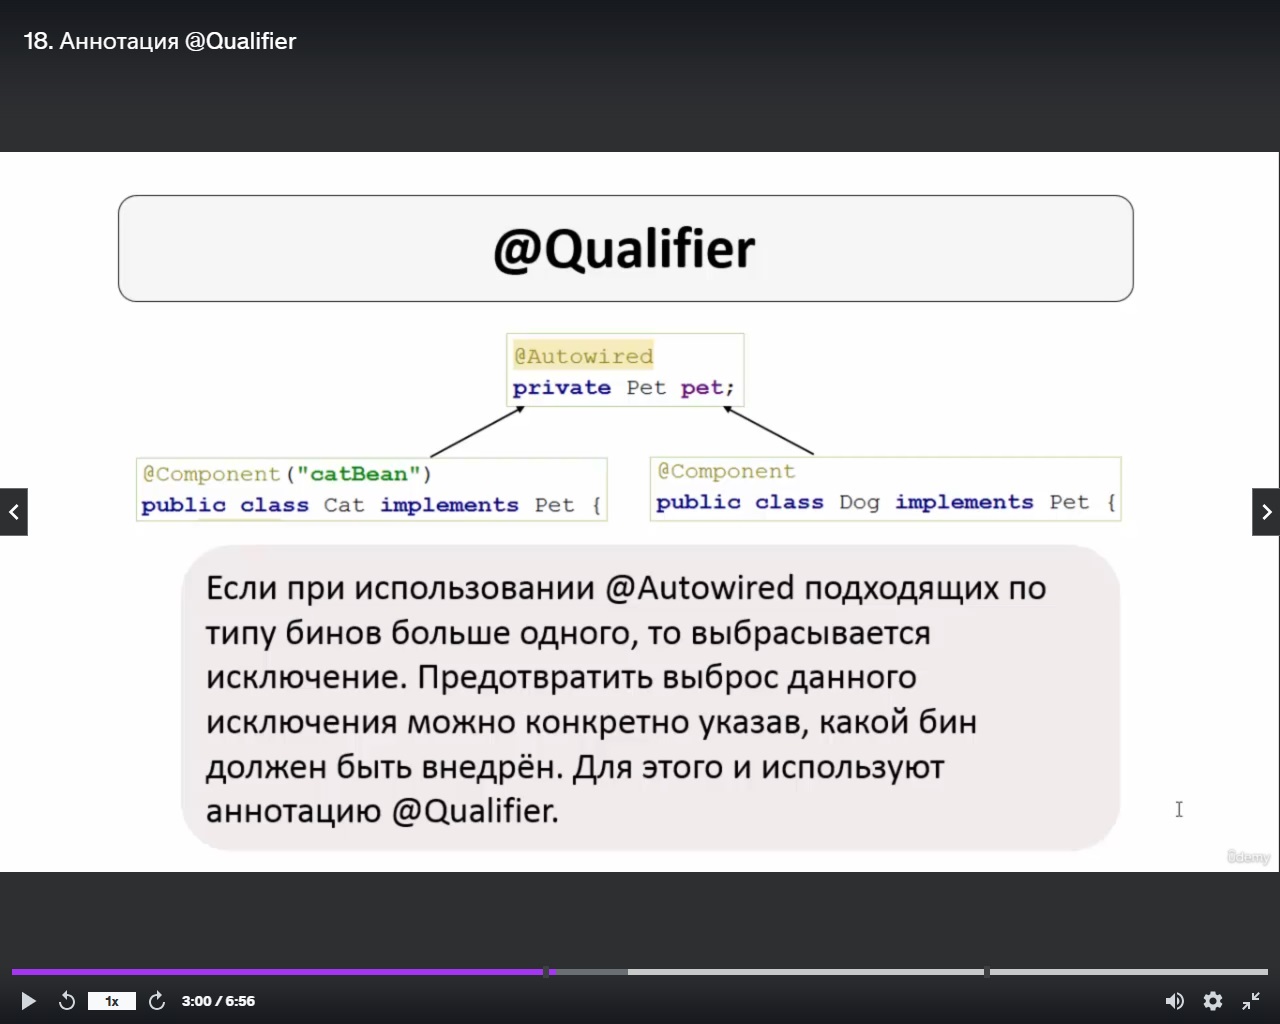 18. Аннотация @Qualifier
@Qualifier
@Autowired
private Pet pet;
@Component("catBean")
public class Cat implements Pet {
@Component
public class Dog implements Pet {
Если при использовании @Autowired подходящих по
типу бинов больше одного, то выбрасывается
исключение. Предотвратить выброс данного
исключения можно конкретно указав, какой бин
должен быть внедрён. Для этого и используют
аннотацию @Qualifier.
ûdemy
1x
3:00 / 6:56